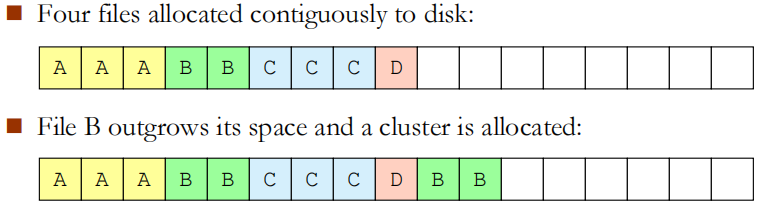 Four files allocated contiguously to disk:
A A A B B C C C D
File B outgrows its space and a cluster is allocated:
A A A B B C C C D B B